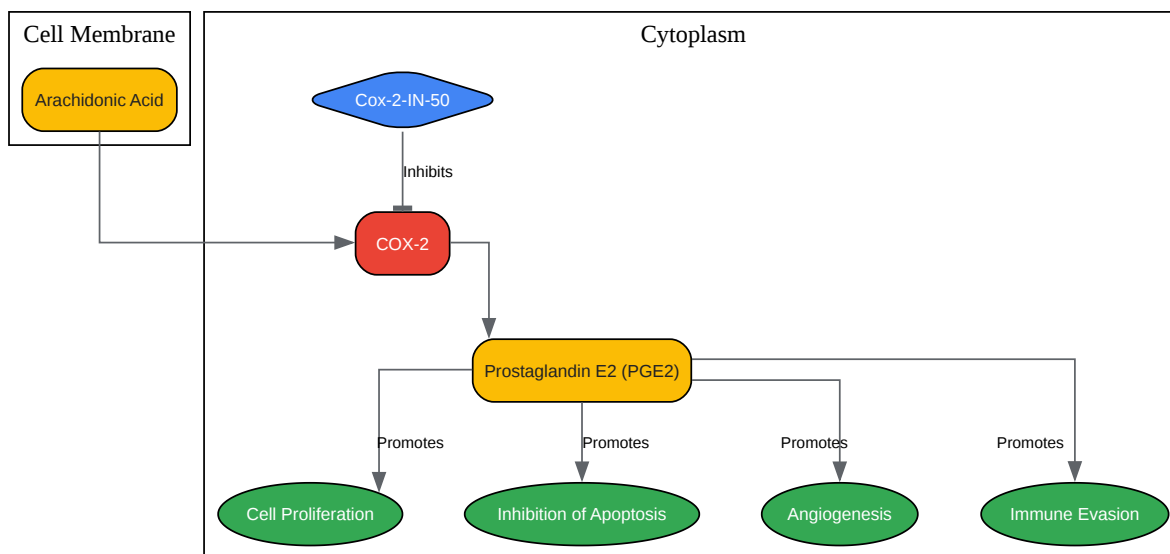 Cell Membrane
Cytoplasm
Arachidonic Acid
Cox-2-IN-50
Inhibits
COX-2
Prostaglandin E2 (PGE2)
Promotes
Promotes
Promotes
Promotes
Cell Proliferation
Inhibition of Apoptosis
Angiogenesis
Immune Evasion